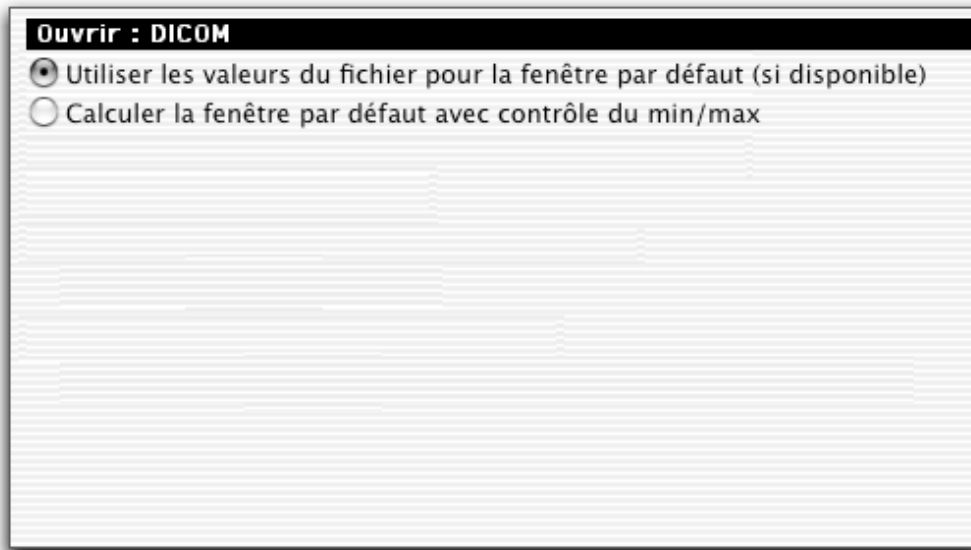 Ouvrir : DICOM
Utiliser les valeurs du fichier pour la fenêtre par défaut (si disponible)
Calculer la fenêtre par défaut avec contrôle du min/max